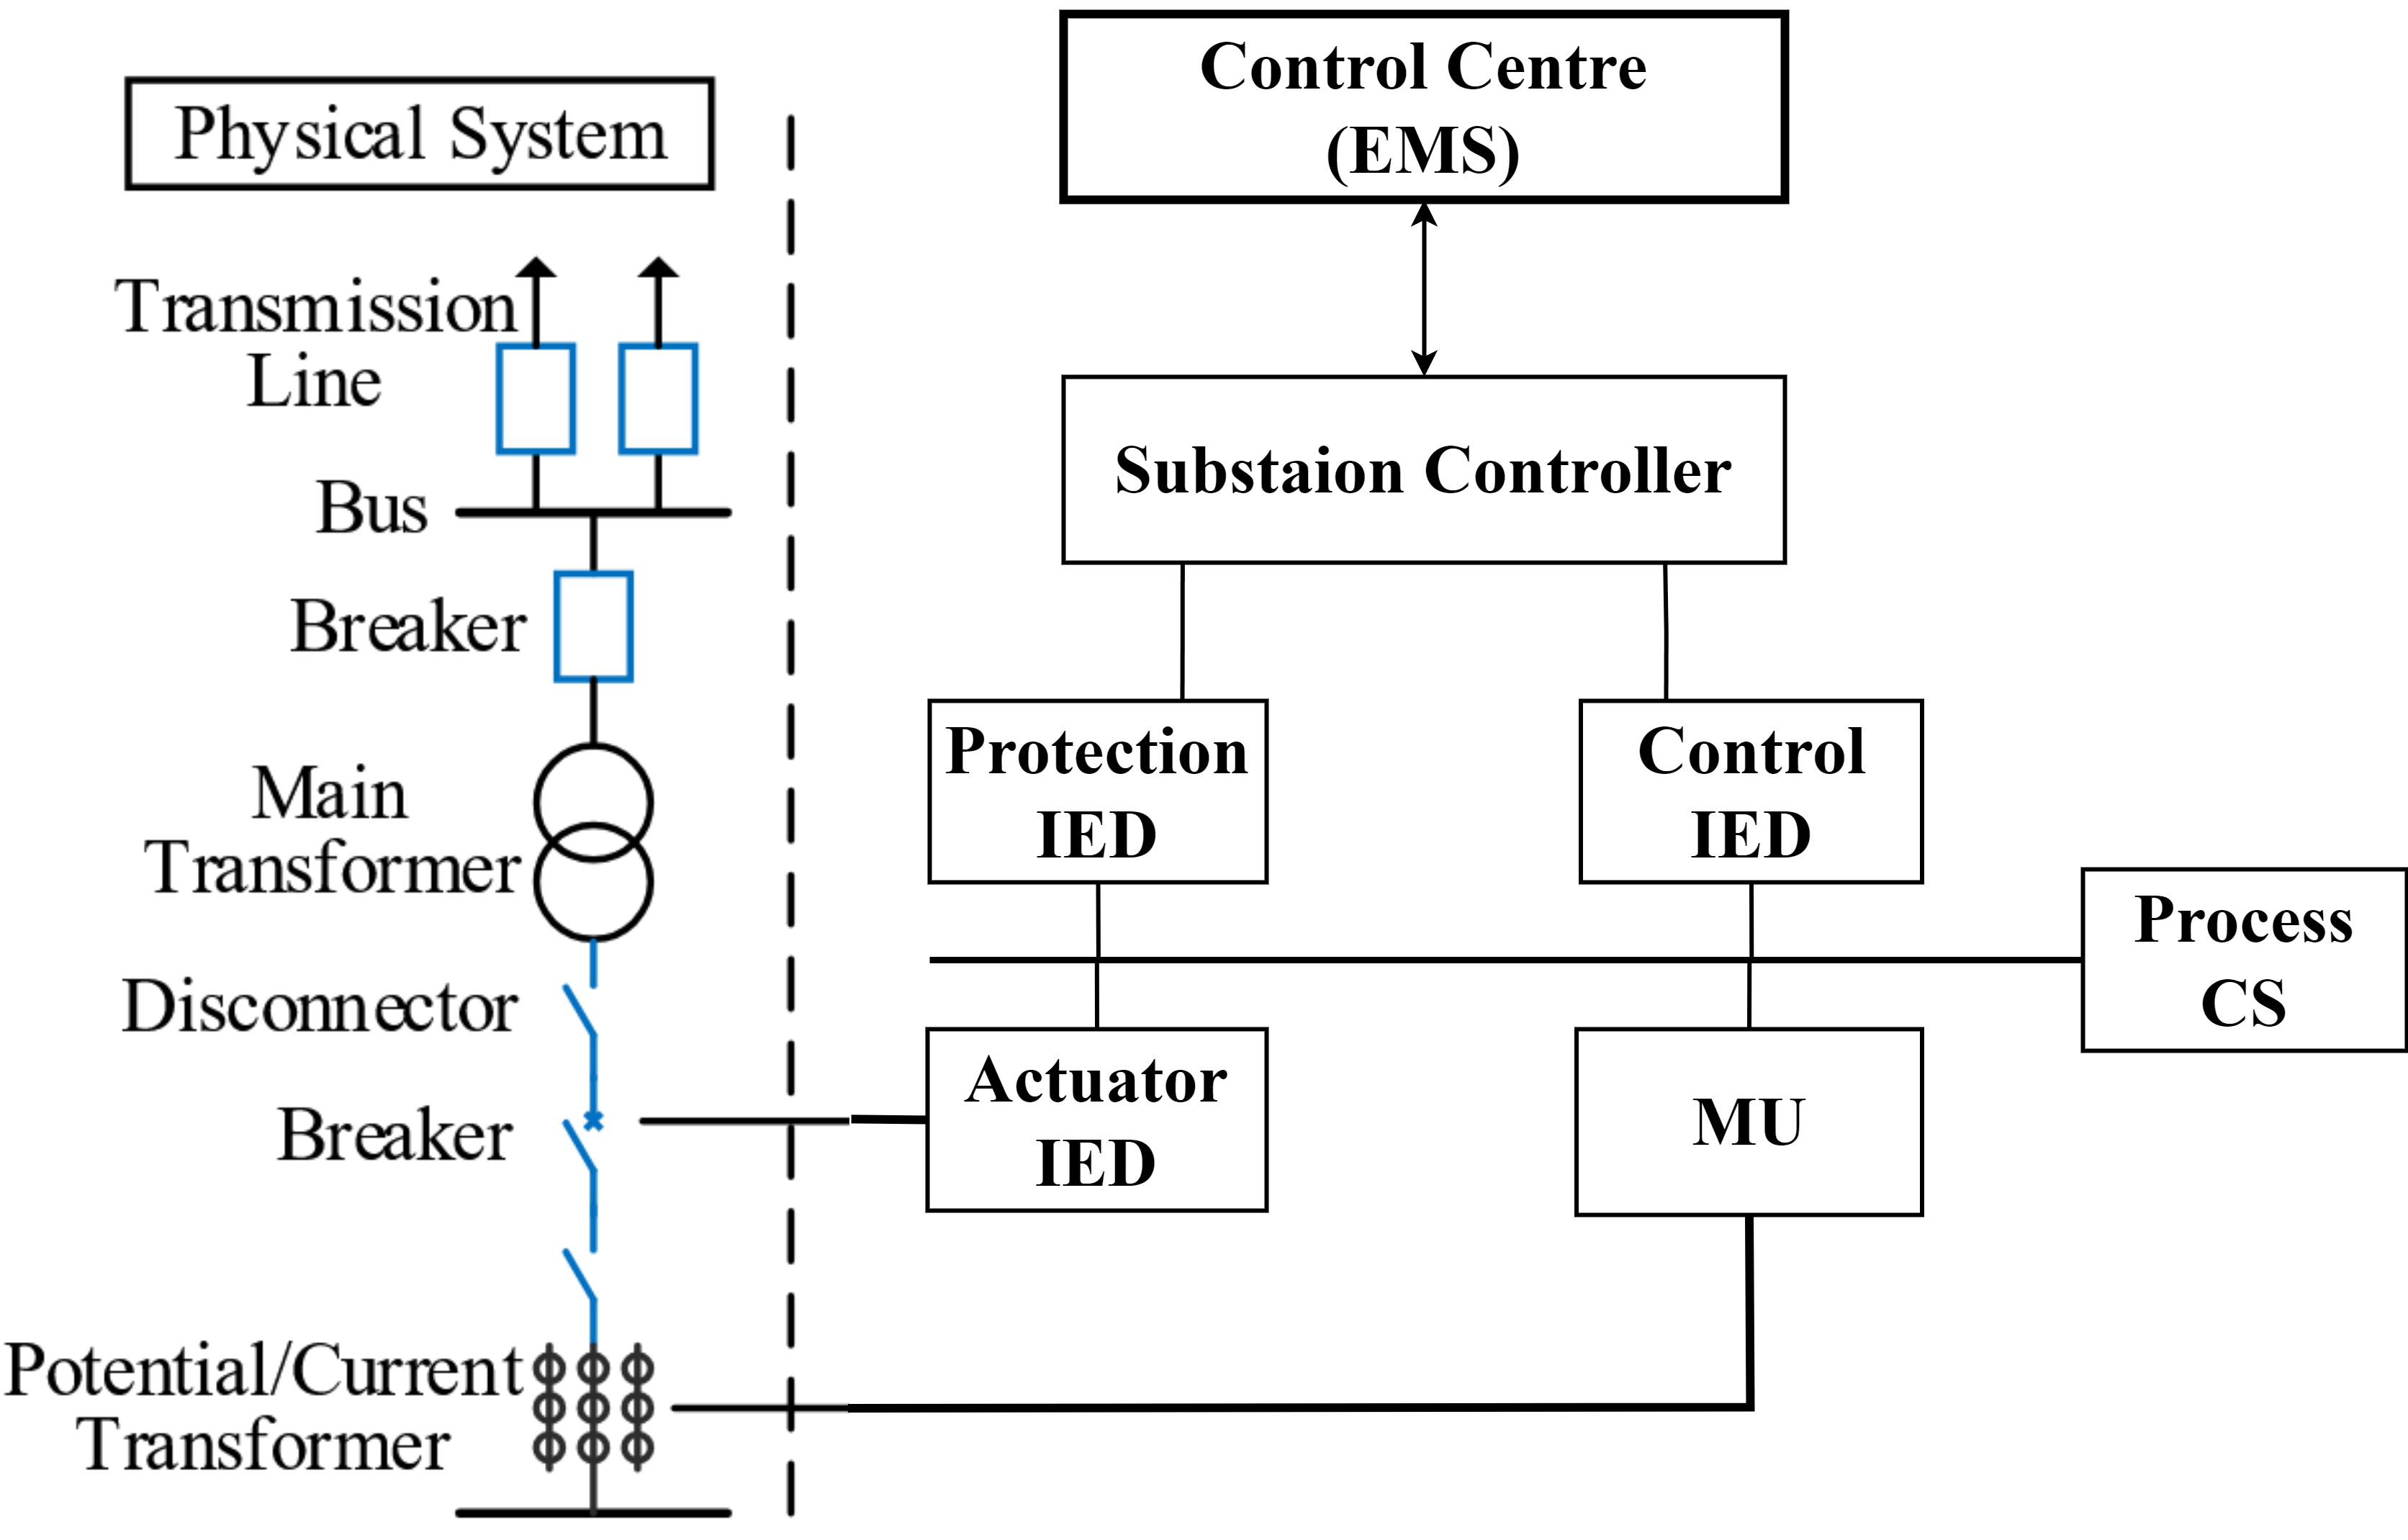 Physical System
Transmission
Line
Bus
Breaker
Main
Transformer
Disconnector
Breaker
Potential/Current
Transformer
Control Centre
(EMS)
Substaion Controller
Protection
IED
Control
IED
Process
CS
Actuator
IED
MU